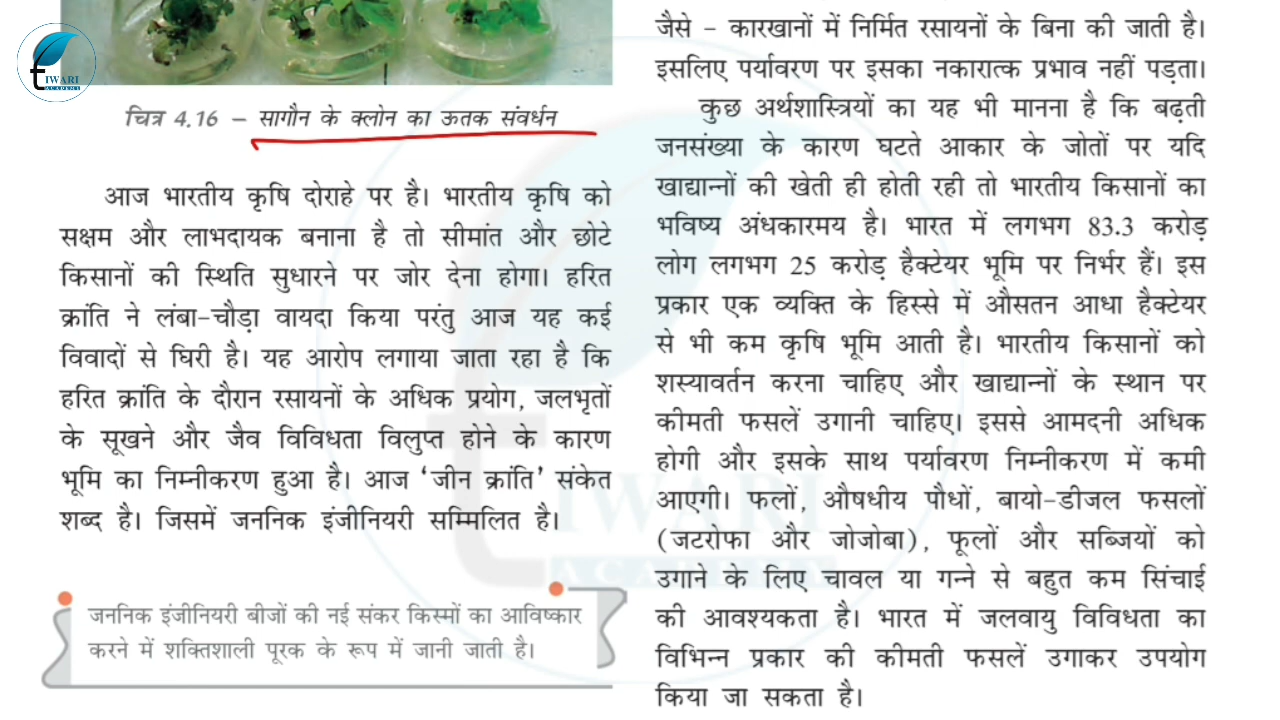 TIWARI
ACADEMY
चित्र 4.16 – सागौन के क्लोन का ऊतक संवर्धन
आज भारतीय कृषि दोराहे पर है। भारतीय कृषि को
सक्षम और लाभदायक बनाना है तो सीमांत और छोटे
किसानों की स्थिति सुधारने पर जोर देना होगा। हरित
क्रांति ने लंबा-चौड़ा वायदा किया परंतु आज यह कई
विवादों से घिरी है। यह आरोप लगाया जाता रहा है कि
हरित क्रांति के दौरान रसायनों के अधिक प्रयोग, जलभृतों
के सूखने और जैव विविधता विलुप्त होने के कारण
भूमि का निम्नीकरण हुआ है। आज ‘जीन क्रांति’ संकेत
शब्द है। जिसमें जननिक इंजीनियरी सम्मिलित है।
जननिक इंजीनियरी बीजों की नई संकर किस्मों का आविष्कार
करने में शक्तिशाली पूरक के रूप में जानी जाती है।
जैसे – कारखानों में निर्मित रसायनों के बिना की जाती है।
इसलिए पर्यावरण पर इसका नकारात्क प्रभाव नहीं पड़ता।
कुछ अर्थशास्त्रियों का यह भी मानना है कि बढ़ती
जनसंख्या के कारण घटते आकार के जोतों पर यदि
खाद्यान्नों की खेती ही होती रही तो भारतीय किसानों का
भविष्य अंधकारमय है। भारत में लगभग 83.3 करोड़
लोग लगभग 25 करोड़ हैक्टेयर भूमि पर निर्भर हैं। इस
प्रकार एक व्यक्ति के हिस्से में औसतन आधा हैक्टेयर
से भी कम कृषि भूमि आती है। भारतीय किसानों को
शस्यावर्तन करना चाहिए और खाद्यान्नों के स्थान पर
कीमती फसलें उगानी चाहिए। इससे आमदनी अधिक
होगी और इसके साथ पर्यावरण निम्नीकरण में कमी
आएगी। फलों, औषधीय पौधों, बायो-डीजल फसलों
(जटरोफा और जोजोबा), फूलों और सब्जियों को
उगाने के लिए चावल या गन्ने से बहुत कम सिंचाई
की आवश्यकता है। भारत में जलवायु विविधता का
विभिन्न प्रकार की कीमती फसलें उगाकर उपयोग
किया जा सकता है।
TIWARI
ACADEMY